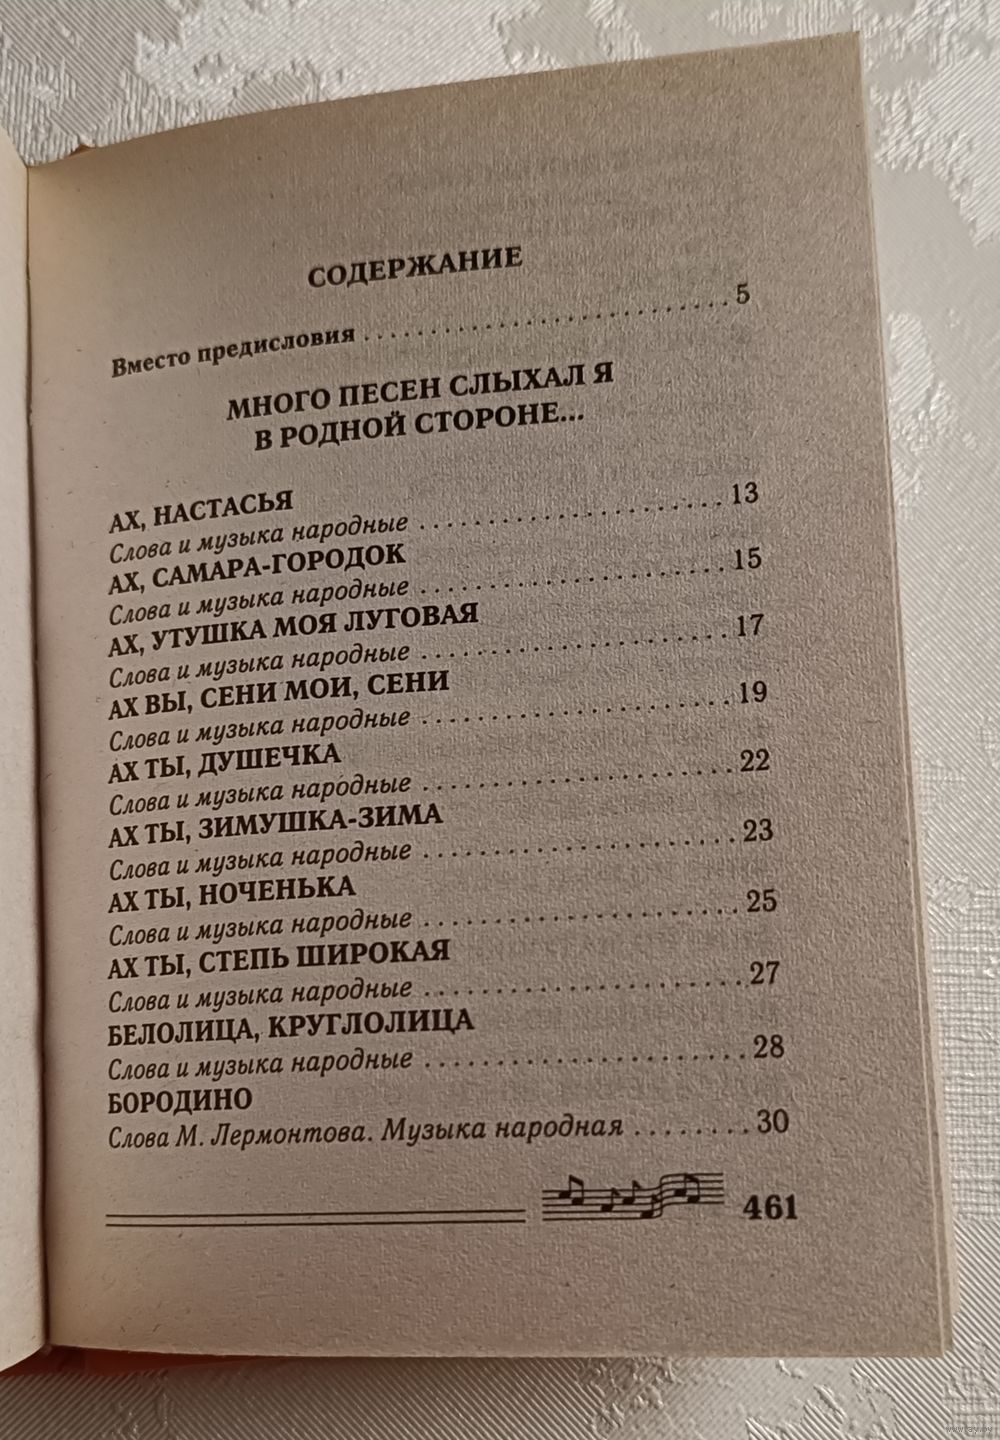 СОДЕРЖАНИЕ
Вместо предисловия . . . . . . . . . . . . . . . . . . . . . . . . . . . . 5
МНОГО ПЕСЕН СЛЫХАЛ Я
В РОДНОЙ СТОРОНЕ...
АХ, НАСТАСЬЯ
Слова и музыка народные . . . . . . . . . . . . . . . . . . . . . . . 13
АХ, САМАРА-ГОРОДОК
Слова и музыка народные . . . . . . . . . . . . . . . . . . . . . . . 15
АХ, УТУШКА МОЯ ЛУГОВАЯ
Слова и музыка народные . . . . . . . . . . . . . . . . . . . . . . . 17
АХ ВЫ, СЕНИ МОИ, СЕНИ
Слова и музыка народные . . . . . . . . . . . . . . . . . . . . . . . 19
АХ ТЫ, ДУШЕЧКА
Слова и музыка народные . . . . . . . . . . . . . . . . . . . . . . . 22
АХ ТЫ, ЗИМУШКА-ЗИМА
Слова и музыка народные . . . . . . . . . . . . . . . . . . . . . . . 23
АХ ТЫ, НОЧЕНЬКА
Слова и музыка народные . . . . . . . . . . . . . . . . . . . . . . . 25
АХ ТЫ, СТЕПЬ ШИРОКАЯ
Слова и музыка народные . . . . . . . . . . . . . . . . . . . . . . . 27
БЕЛОЛИЦА, КРУГЛОЛИЦА
Слова и музыка народные . . . . . . . . . . . . . . . . . . . . . . . 28
БОРОДИНО
Слова М. Лермонтова. Музыка народная . . . . . . . . 30
461